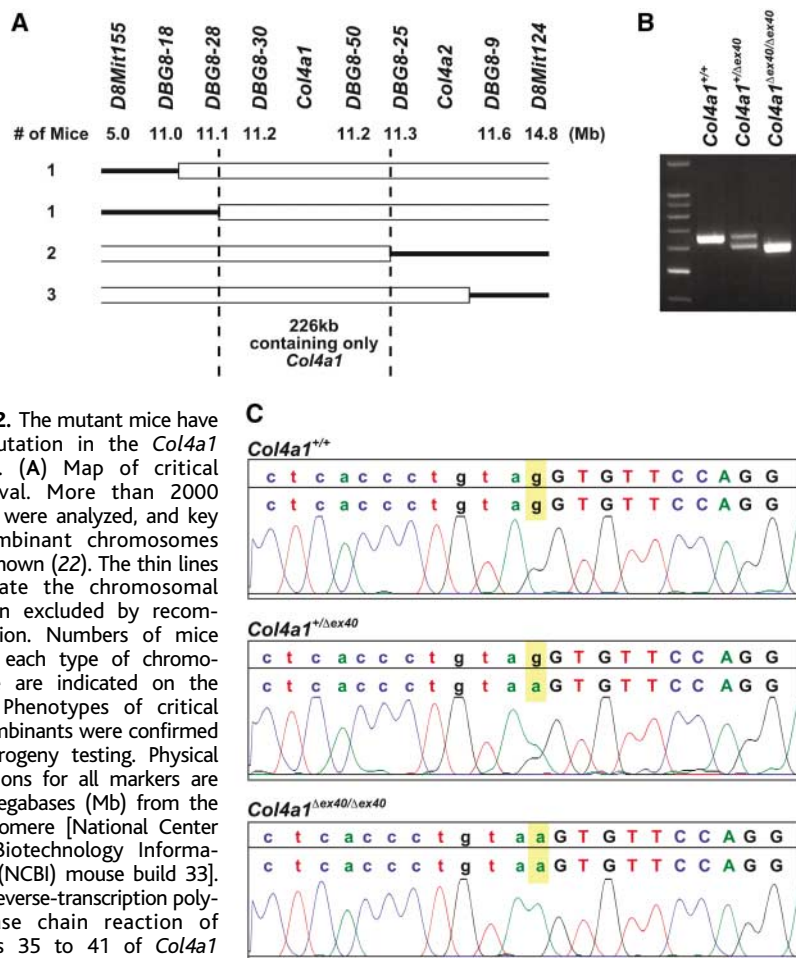 A
D8Mit155 DBG8-18 DBG8-28 DBG8-30 Col4a1 DBG8-50 DBG8-25 Col4a2 DBG8-9 D8Mit124
# of Mice 5.0 11.0 11.1 11.2 11.2 11.3 11.6 14.8 (Mb)
1
1
2
3
226kb
containing only
Col4a1
B
Col4a1+/+ Col4a1+/Δex40 Col4a1Δex40/Δex40
2. The mutant mice have
utation in the Col4a1
. (A) Map of critical
val. More than 2000
were analyzed, and key
mbinant chromosomes
hown (22). The thin lines
ate the chromosomal
n excluded by recom-
tion. Numbers of mice
each type of chromo-
are indicated on the
Phenotypes of critical
mbinants were confirmed
rogeny testing. Physical
ons for all markers are
egabases (Mb) from the
omere [National Center
Biotechnology Informa-
(NCBI) mouse build 33].
everse-transcription poly-
ase chain reaction of
s 35 to 41 of Col4a1
C
Col4a1+/+
c t c a c c c t g t a g G T G T T C C A G G
c t c a c c c t g t a g G T G T T C C A G G
Col4a1+/Δex40
c t c a c c c t g t a g G T G T T C C A G G
c t c a c c c t g t a a G T G T T C C A G G
Col4a1Δex40/Δex40
c t c a c c c t g t a a G T G T T C C A G G
c t c a c c c t g t a a G T G T T C C A G G